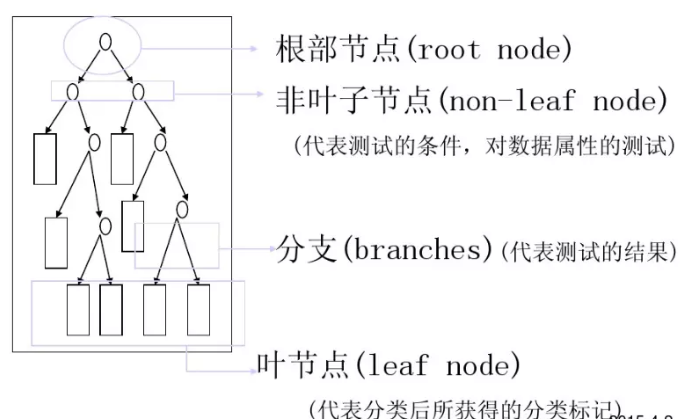 根部节点(root node)
非叶子节点(non-leaf node)
(代表测试的条件，对数据属性的测试)
分支(branches)(代表测试的结果)
叶节点(leaf node)
(代表分类后所获得的分类标记)